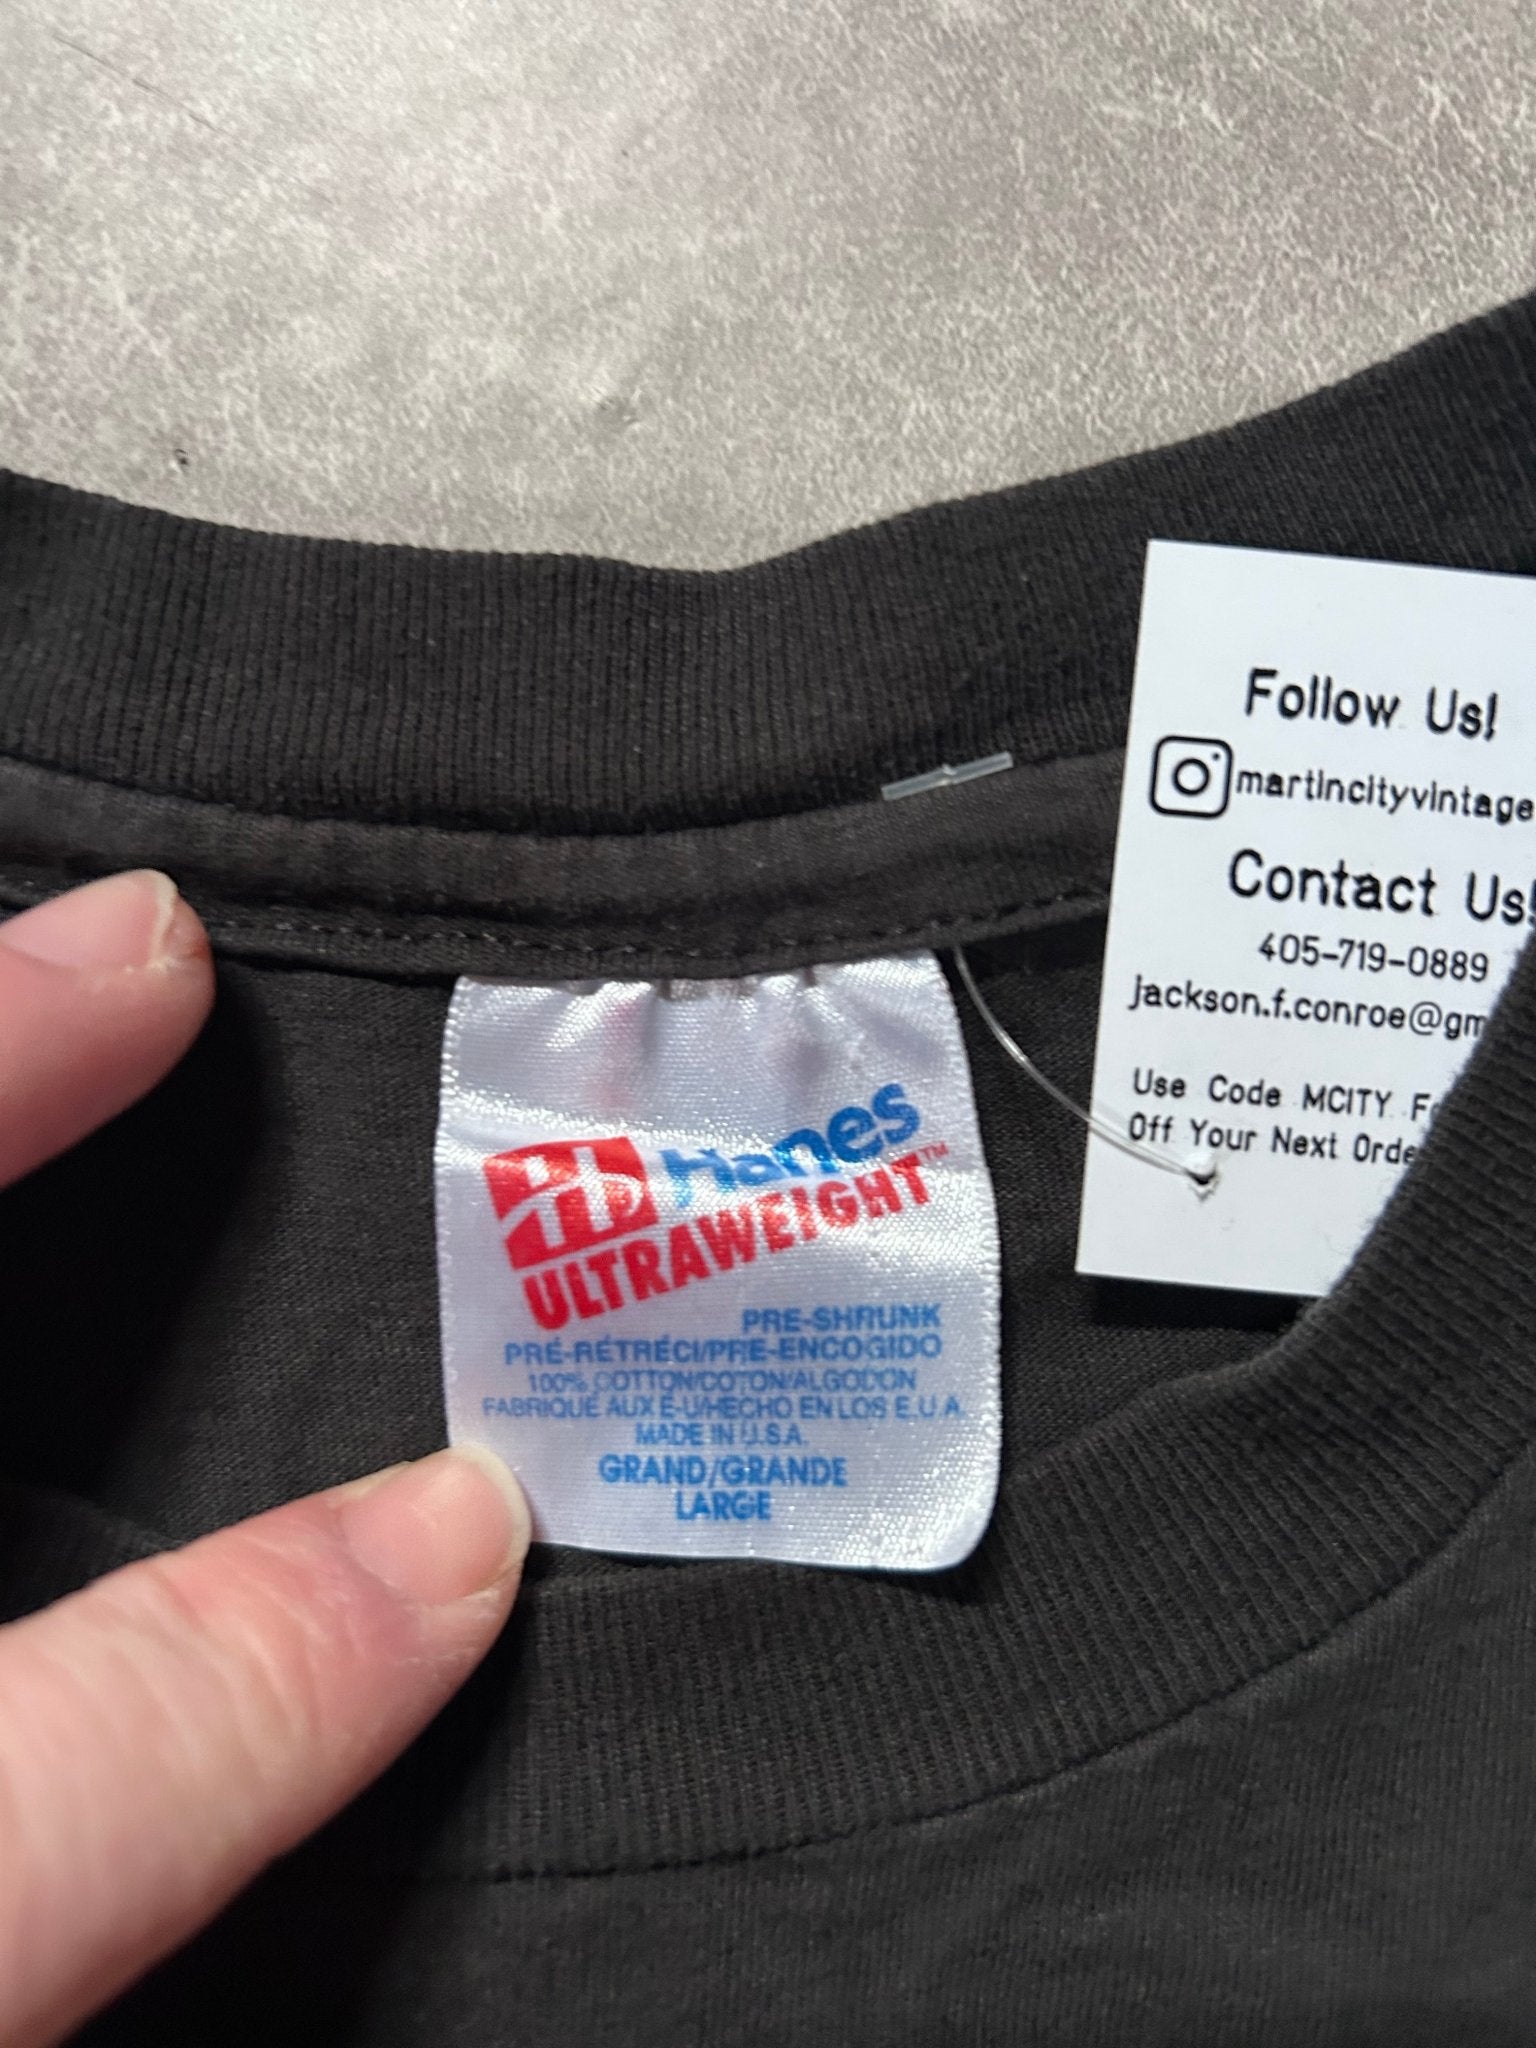 Follow Us!
martincityvintage
Contact Us!
405-719-0889
jackson.f.conroe@gm
Use Code MCITY
Off Your Next Orde
Hanes
ULTRAWEIGHT™
PRE-SHRUNK
PRÉ-RÉTRÉCI/PRE-ENCOGIDO
100% COTTON/COTON/ALGODON
FABRIQUÉ AUX É-U/HECHO EN LOS E.U.A.
MADE IN U.S.A.
GRAND/GRANDE
LARGE